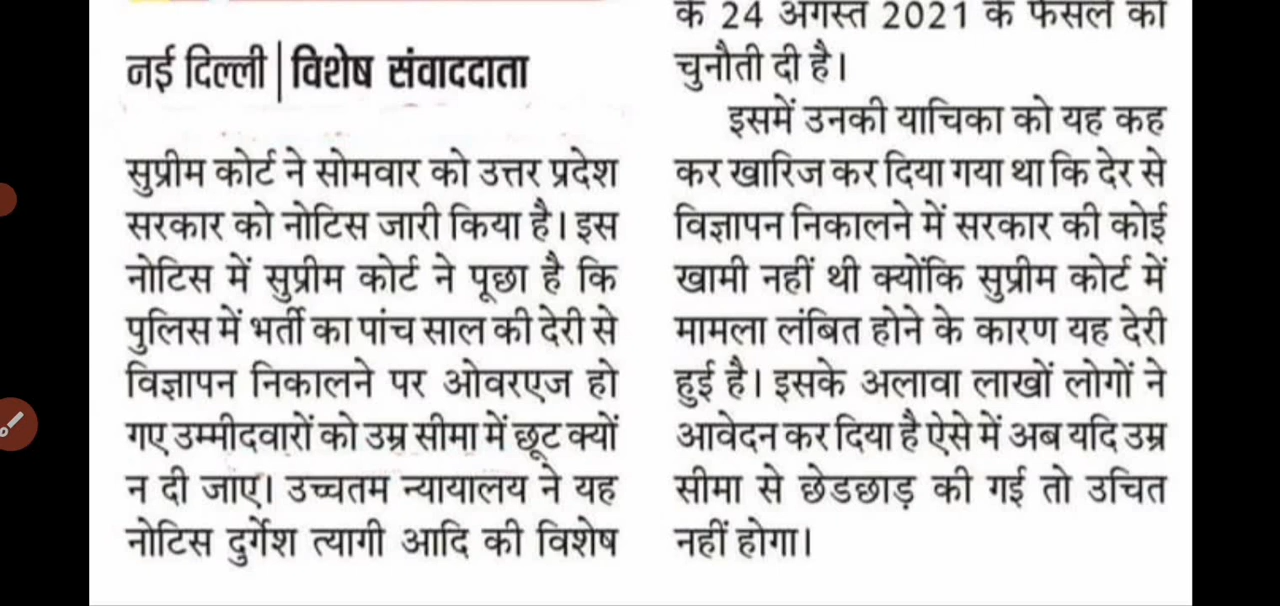 नई दिल्ली | विशेष संवाददाता
सुप्रीम कोर्ट ने सोमवार को उत्तर प्रदेश
सरकार को नोटिस जारी किया है। इस
नोटिस में सुप्रीम कोर्ट ने पूछा है कि
पुलिस में भर्ती का पांच साल की देरी से
विज्ञापन निकालने पर ओवरएज हो
गए उम्मीदवारों को उम्र सीमा में छूट क्यों
न दी जाए। उच्चतम न्यायालय ने यह
नोटिस दुर्गेश त्यागी आदि की विशेष
के 24 अगस्त 2021 के फैसले को
चुनौती दी है।
इसमें उनकी याचिका को यह कह
कर खारिज कर दिया गया था कि देर से
विज्ञापन निकालने में सरकार की कोई
खामी नहीं थी क्योंकि सुप्रीम कोर्ट में
मामला लंबित होने के कारण यह देरी
हुई है। इसके अलावा लाखों लोगों ने
आवेदन कर दिया है ऐसे में अब यदि उम्र
सीमा से छेडछाड़ की गई तो उचित
नहीं होगा।